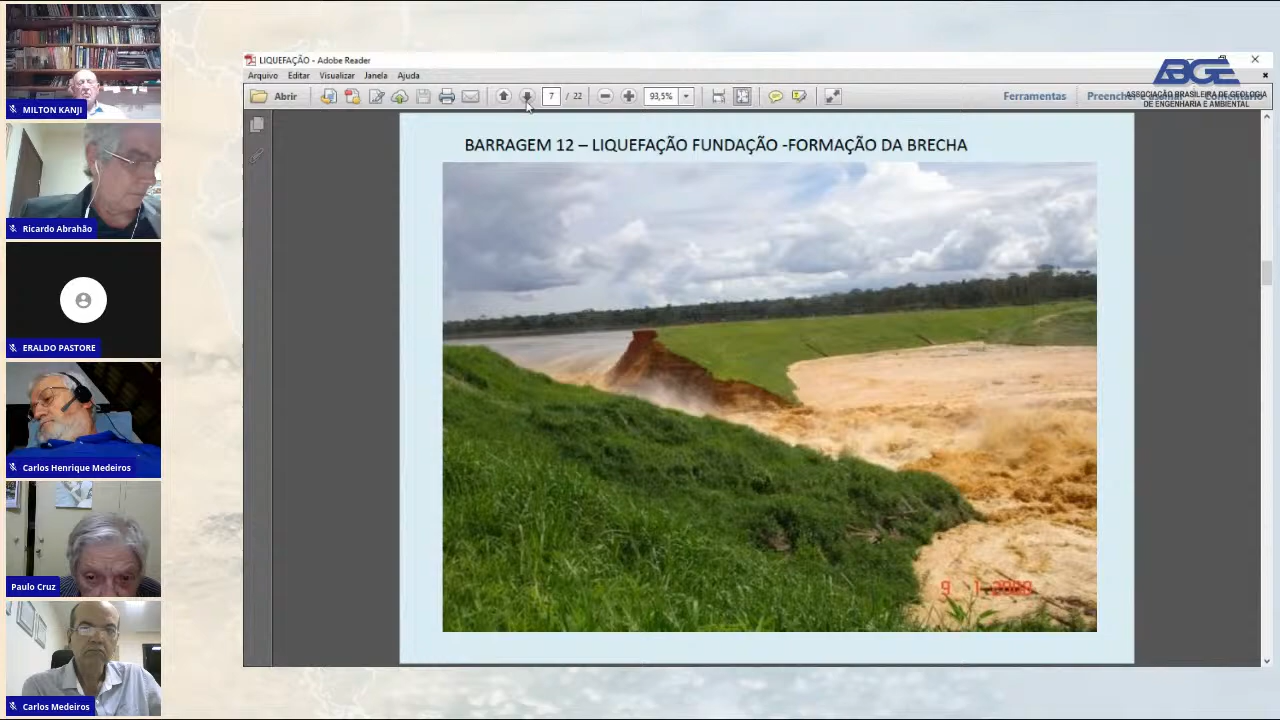 MILTON KANJI
Ricardo Abrahão
ERALDO PASTORE
Carlos Henrique Medeiros
Paulo Cruz
Carlos Medeiros
LIQUEFAÇÃO - Adobe Reader
Arquivo Editar Visualizar Janela Ajuda
Abrir
7 / 22
93,5%
Ferramentas
ABGE
ASSOCIAÇÃO BRASILEIRA DE GEOLOGIA
DE ENGENHARIA E AMBIENTAL
BARRAGEM 12 – LIQUEFAÇÃO FUNDAÇÃO -FORMAÇÃO DA BRECHA